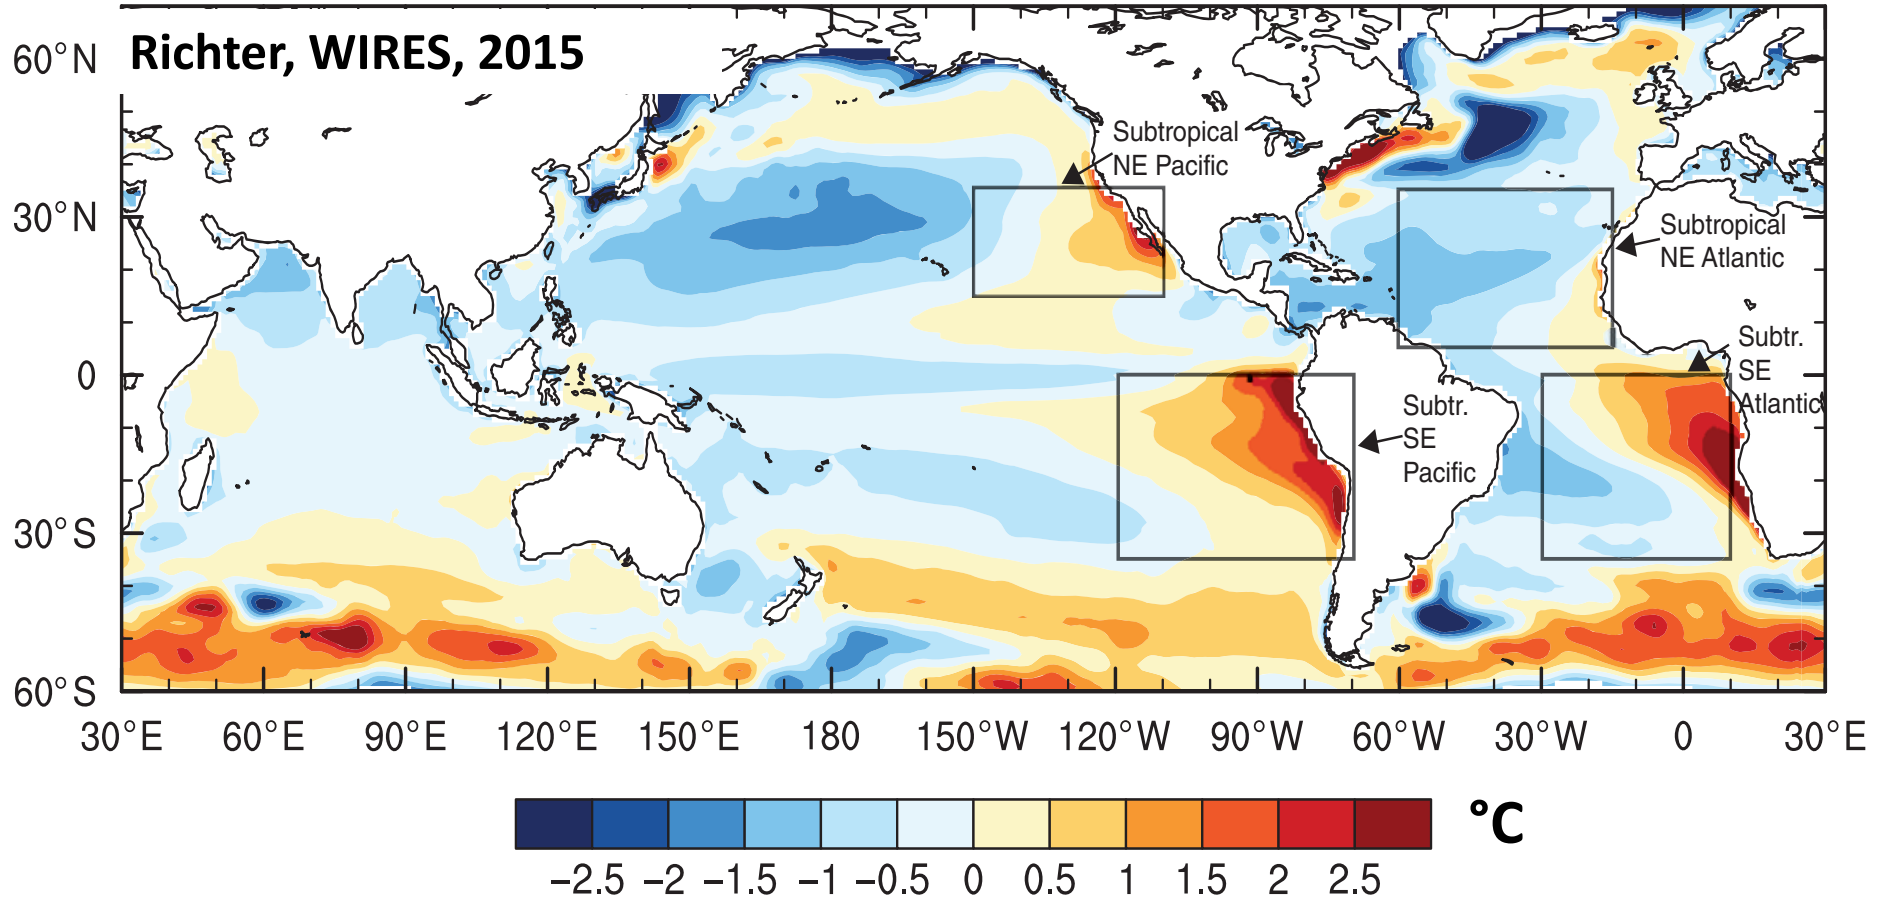 Richter, WIRES, 2015
60°N
30°N
0
30°S
60°S
Subtropical
NE Pacific
Subtropical
NE Atlantic
Subtr.
SE
Atlantic
Subtr.
SE
Pacific
30°E 60°E 90°E 120°E 150°E 180 150°W 120°W 90°W 60°W 30°W 0 30°E
−2.5 −2 −1.5 −1 −0.5 0 0.5 1 1.5 2 2.5
°C